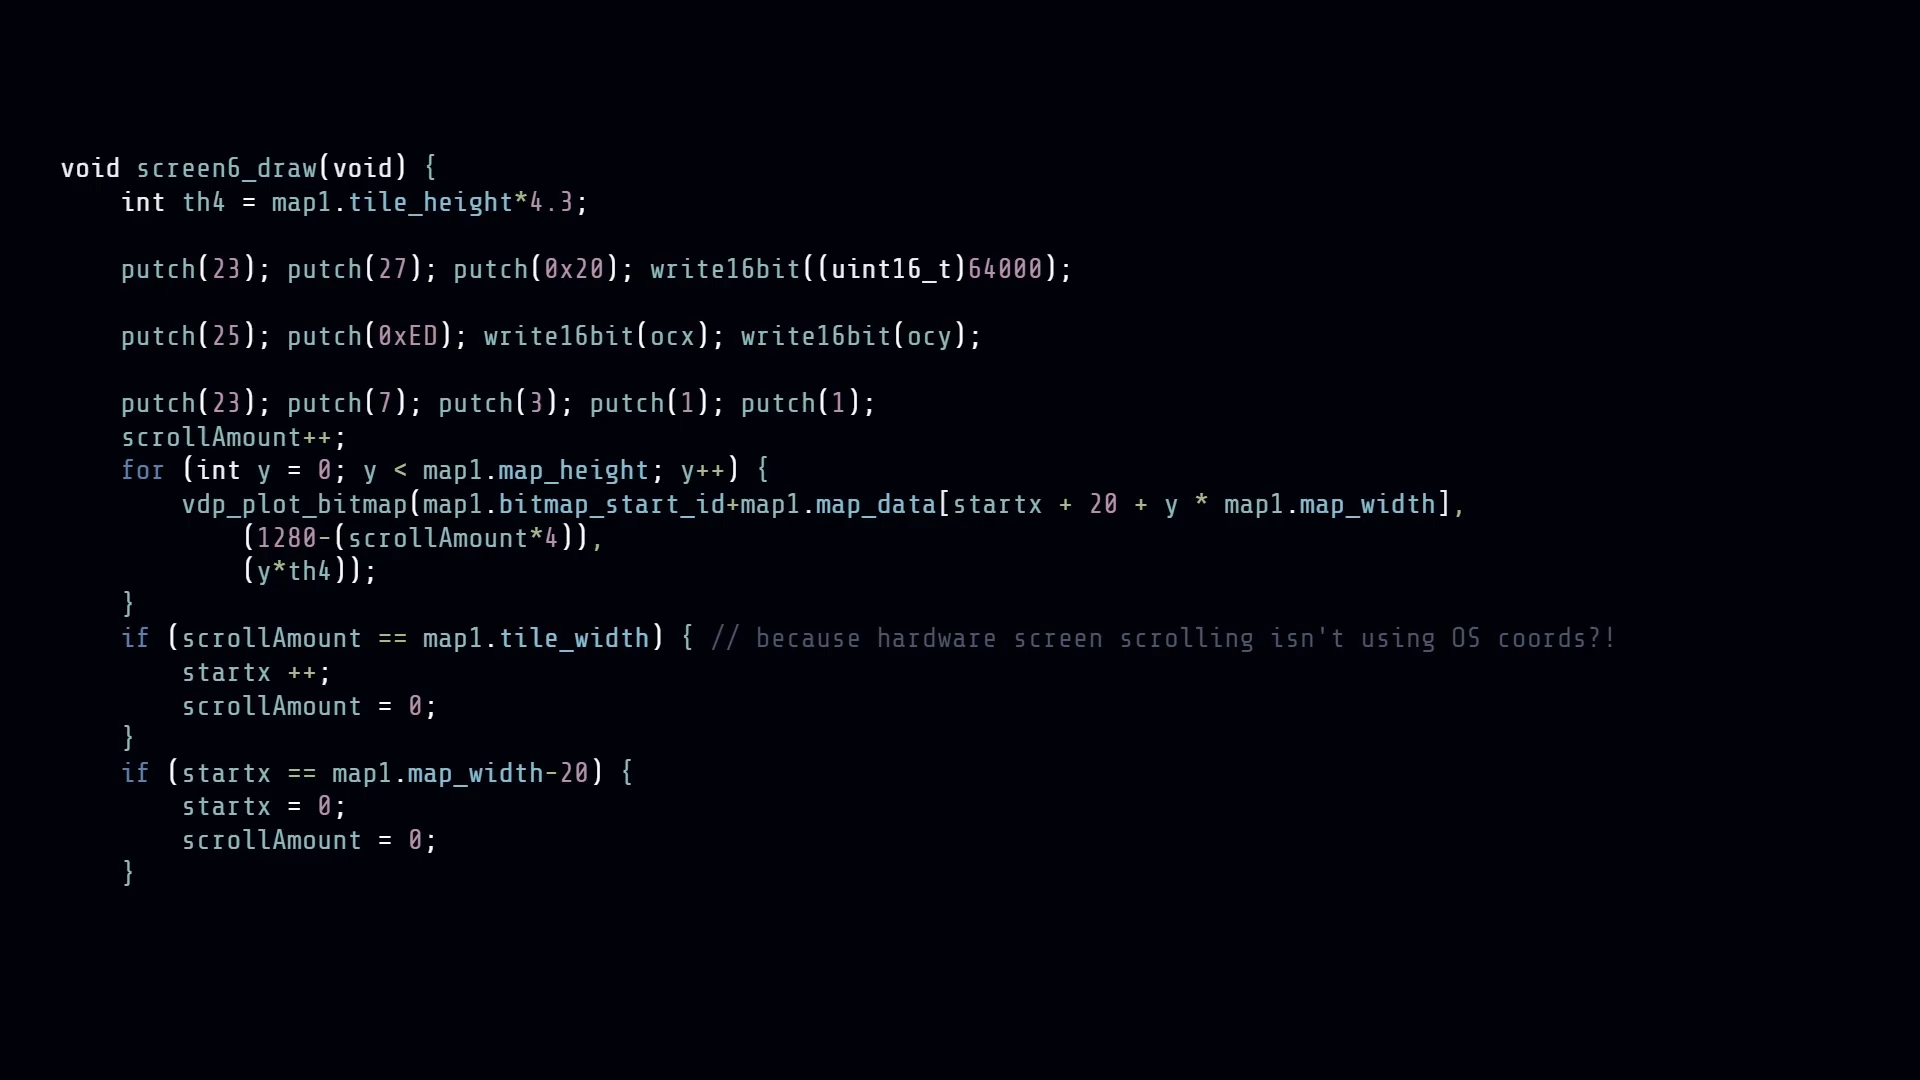 void screen6_draw(void) {
    int th4 = map1.tile_height*4.3;

    putch(23); putch(27); putch(0x20); write16bit((uint16_t)64000);

    putch(25); putch(0xED); write16bit(ocx); write16bit(ocy);

    putch(23); putch(7); putch(3); putch(1); putch(1);
    scrollAmount++;
    for (int y = 0; y < map1.map_height; y++) {
        vdp_plot_bitmap(map1.bitmap_start_id+map1.map_data[startx + 20 + y * map1.map_width],
            (1280-(scrollAmount*4)),
            (y*th4));
    }
    if (scrollAmount == map1.tile_width) { // because hardware screen scrolling isn't using OS coords?!
        startx ++;
        scrollAmount = 0;
    }
    if (startx == map1.map_width-20) {
        startx = 0;
        scrollAmount = 0;
    }